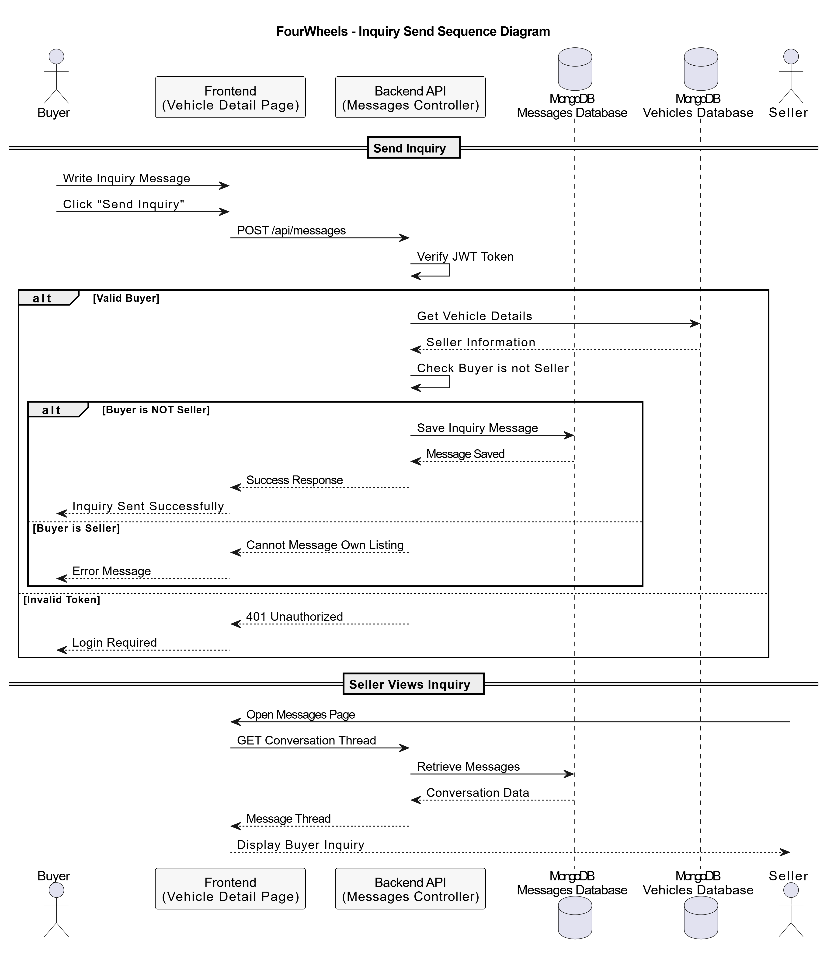 FourWheels - Inquiry Send Sequence Diagram
Buyer
Frontend
(Vehicle Detail Page)
Backend API
(Messages Controller)
MongoDB
Messages Database
MongoDB
Vehicles Database
Seller
Send Inquiry
Write Inquiry Message
Click "Send Inquiry"
POST /api/messages
Verify JWT Token
alt
[Valid Buyer]
Get Vehicle Details
Seller Information
Check Buyer is not Seller
alt
[Buyer is NOT Seller]
Save Inquiry Message
Message Saved
Success Response
Inquiry Sent Successfully
[Buyer is Seller]
Cannot Message Own Listing
Error Message
[Invalid Token]
401 Unauthorized
Login Required
Seller Views Inquiry
Open Messages Page
GET Conversation Thread
Retrieve Messages
Conversation Data
Message Thread
Display Buyer Inquiry
Buyer
Frontend
(Vehicle Detail Page)
Backend API
(Messages Controller)
MongoDB
Messages Database
MongoDB
Vehicles Database
Seller